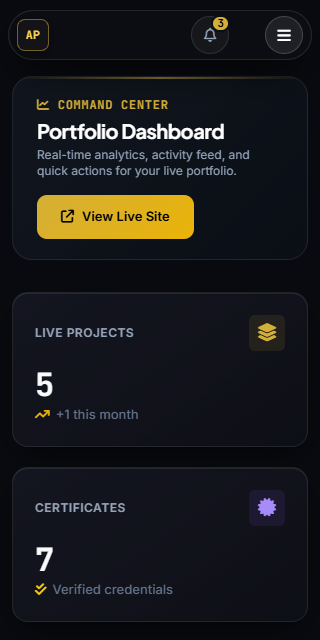 AP
3
COMMAND CENTER
Portfolio Dashboard
Real-time analytics, activity feed, and
quick actions for your live portfolio.
View Live Site
LIVE PROJECTS
5
+1 this month
CERTIFICATES
7
Verified credentials